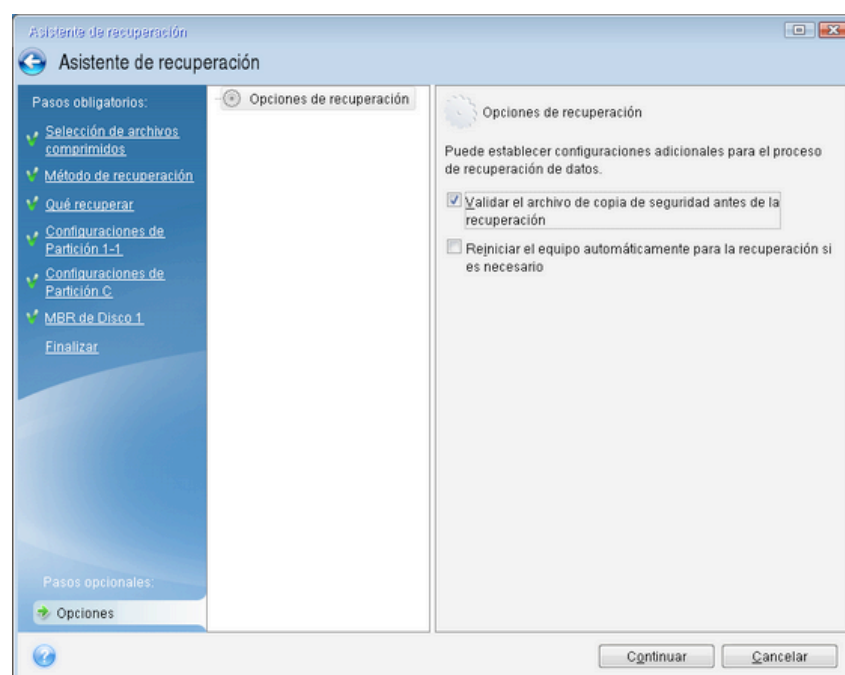 Asistente de recuperación
Asistente de recuperación
Pasos obligatorios:
Selección de archivos
comprimidos
Método de recuperación
Qué recuperar
Configuraciones de
Partición 1-1
Configuraciones de
Partición C
MBR de Disco 1
Finalizar
Pasos opcionales:
Opciones
Opciones de recuperación
Opciones de recuperación
Puede establecer configuraciones adicionales para el proceso
de recuperación de datos.
Validar el archivo de copia de seguridad antes de la
recuperación
Reiniciar el equipo automáticamente para la recuperación si
es necesario
Continuar
Cancelar